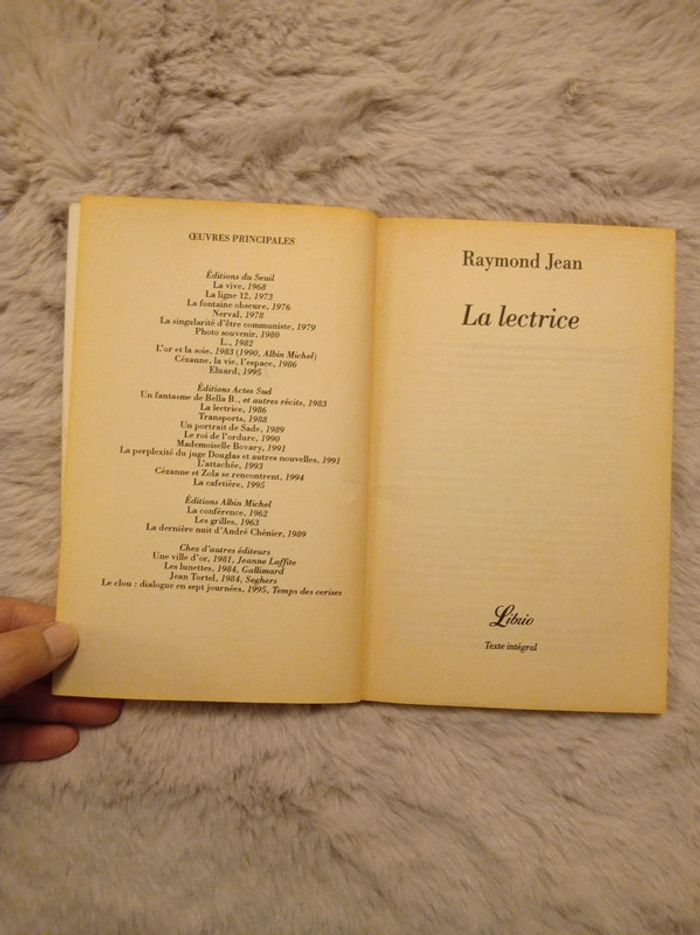 ŒUVRES PRINCIPALES
Éditions du Seuil
La vive, 1968
La ligne 12, 1973
La fontaine obscure, 1976
Nerval, 1978
La singularité d'être communiste, 1979
Photo souvenir, 1980
L., 1982
L'or et la soie, 1983 (1990, Albin Michel)
Cézanne, la vie, l'espace, 1986
Eluard, 1995
Éditions Actes Sud
Un fantasme de Bella B., et autres récits, 1983
La lectrice, 1986
Transports, 1988
Un portrait de Sade, 1989
Le roi de l'ordure, 1990
Mademoiselle Bovary, 1991
La perplexité du juge Douglas et autres nouvelles, 1991
L'attachée, 1993
Cézanne et Zola se rencontrent, 1994
La cafetière, 1995
Éditions Albin Michel
La conférence, 1962
Les grilles, 1963
La dernière nuit d'André Chénier, 1989
Chez d'autres éditeurs
Une ville d'or, 1981, Jeanne Laffite
Les lunettes, 1984, Gallimard
Jean Tortel, 1984, Seghers
Le clou : dialogue en sept journées, 1995, Temps des cerises
Raymond Jean
La lectrice
Librio
Texte intégral